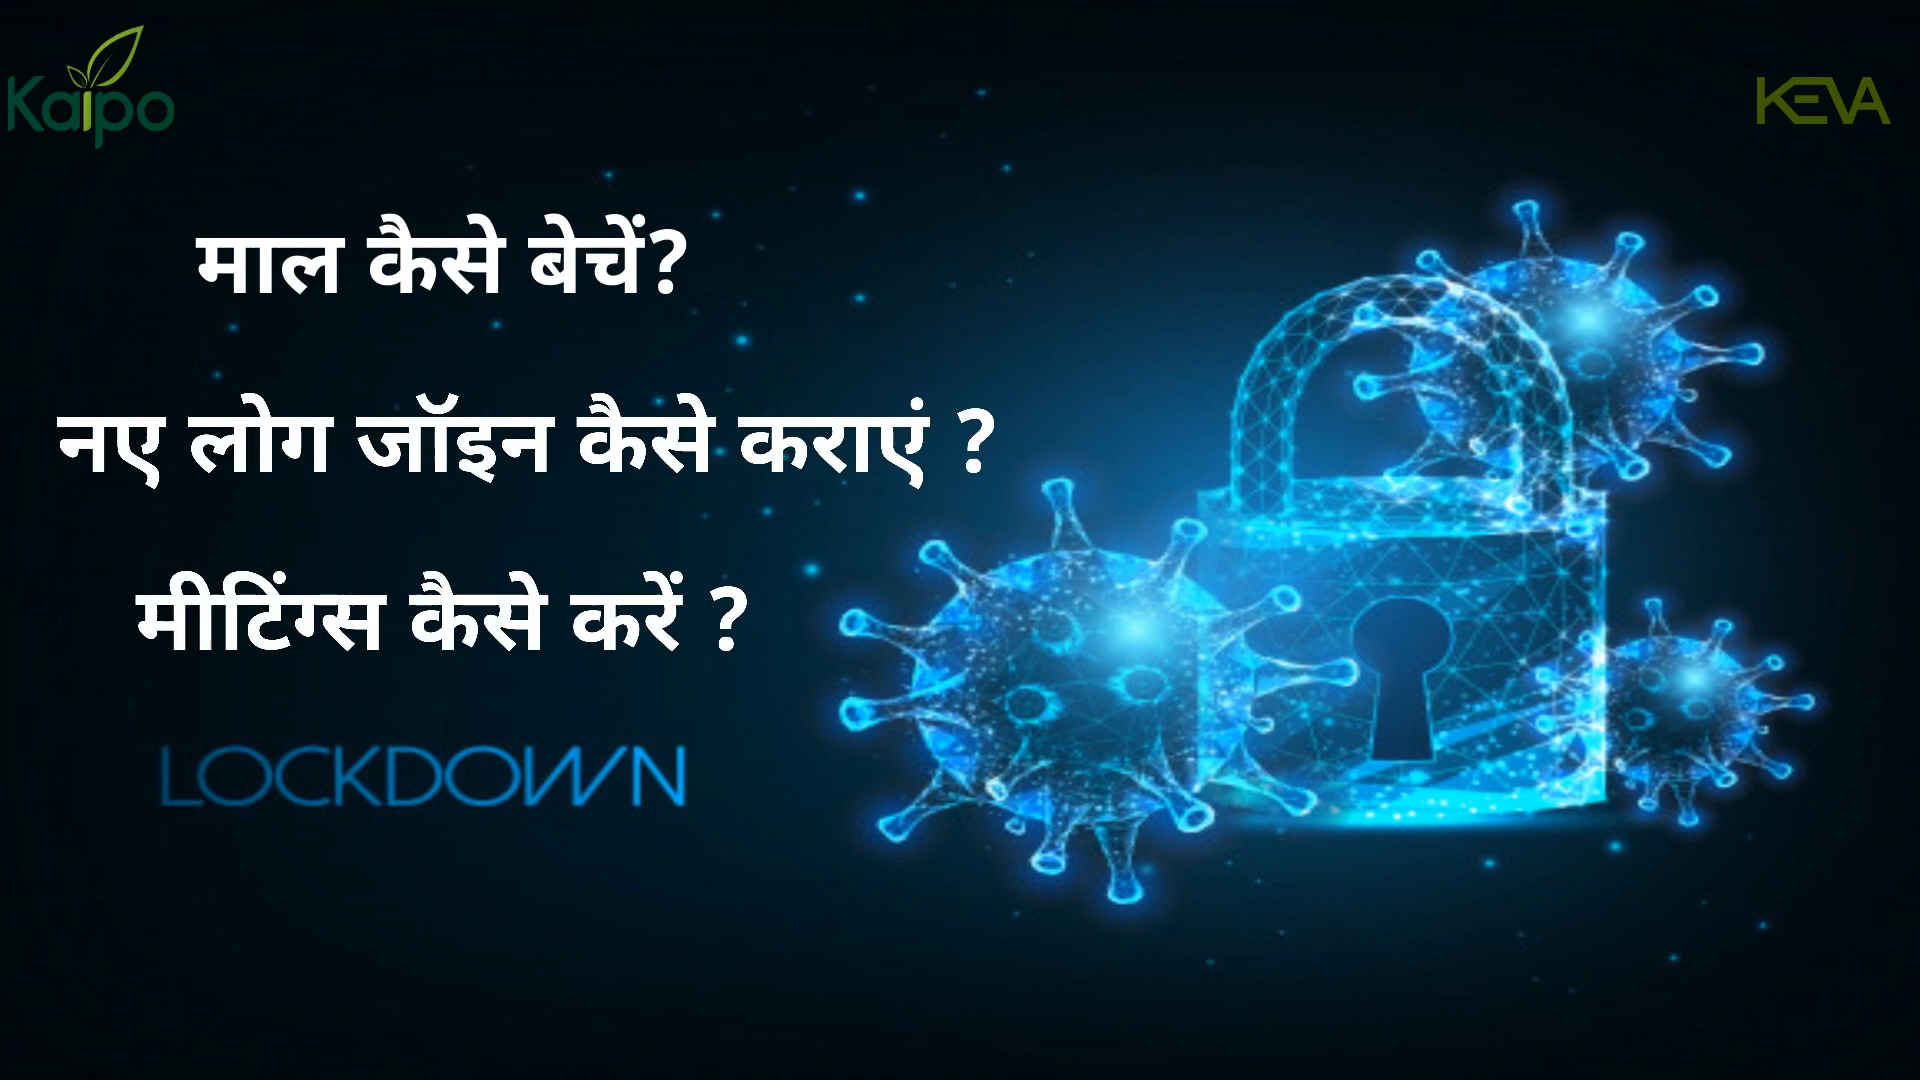 Kaipo
KEVA
माल कैसे बेचें?
नए लोग जॉइन कैसे कराएं ?
मीटिंग्स कैसे करें ?
LOCKDOWN